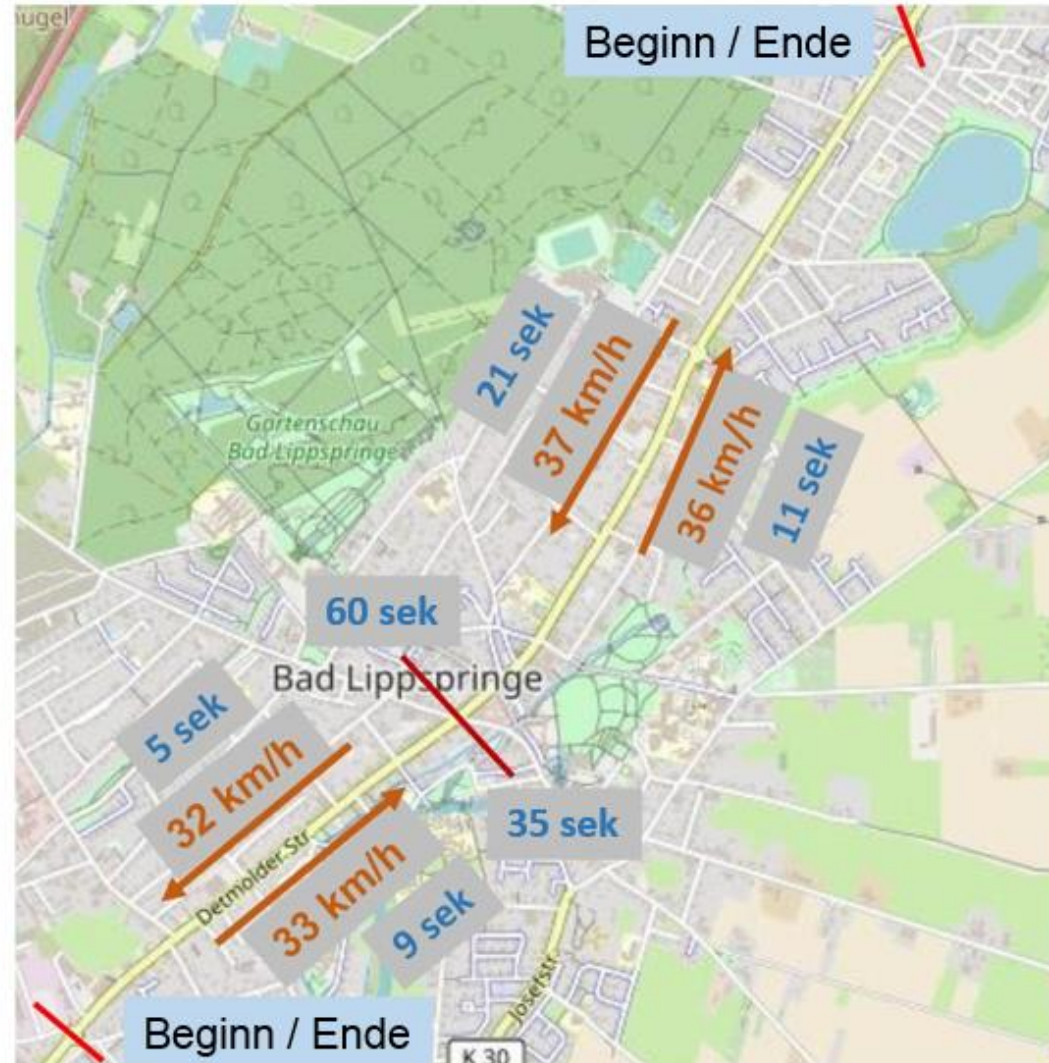 Beginn / Ende
21 sek
37 km/h
36 km/h
11 sek
Gartenschau
Bad Lippspringe
60 sek
Bad Lippspringe
5 sek
32 km/h
35 sek
Detmolder Str
33 km/h
9 sek
Josefstr
Beginn / Ende
K 30